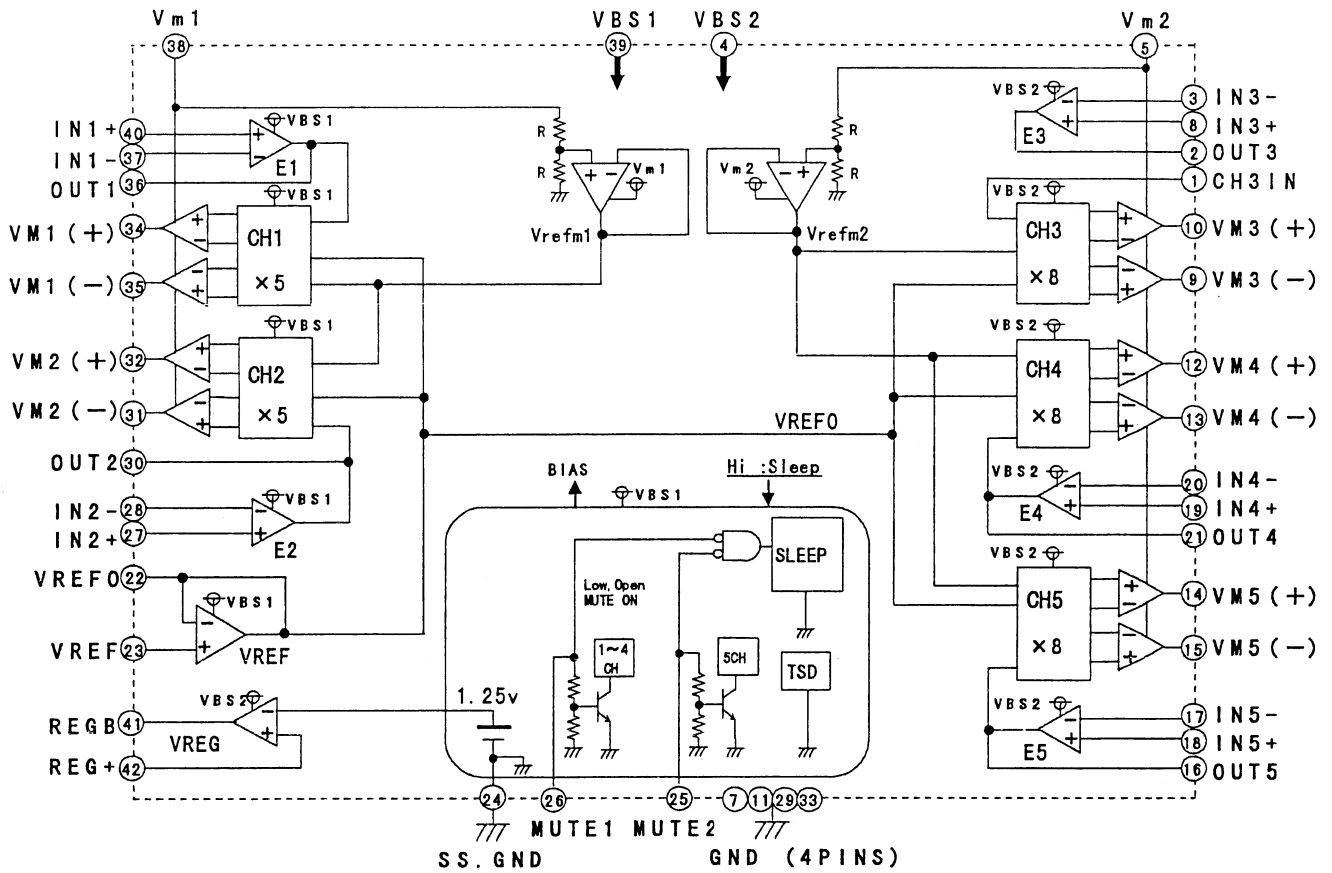 Vm1 VBS1 VBS2 Vm2
38 39 4 5
IN1+ 40
IN1- 37
OUT1 36
VBS1
+
-
E1
VBS1
CH1
×5
VM1(+) 34
+
-
VM1(-) 35
-
+
VBS1
CH2
×5
VM2(+) 32
+
-
VM2(-) 31
-
+
OUT2 30
IN2- 28
IN2+ 27
VBS1
-
+
E2
VREFO 22
VREF 23
VBS1
-
+
VREF
REGB 41
REG+ 42
VBS2
-
+
VREG
R
R
+ -
Vm1
Vrefm1
R
R
- +
Vm2
Vrefm2
VREFO
BIAS
VBS1
Hi :Sleep
SLEEP
Low,Open
MUTE ON
1~4
CH
5CH
TSD
1.25v
24 26 25 7 11 29 33
MUTE1 MUTE2
SS.GND GND (4PINS)
VBS2
-
+
E3
3 IN3-
8 IN3+
2 OUT3
1 CH3IN
VBS2
CH3
×8
+
-
10 VM3(+)
-
+
9 VM3(-)
VBS2
CH4
×8
+
-
12 VM4(+)
-
+
13 VM4(-)
VBS2
-
+
E4
20 IN4-
19 IN4+
21 OUT4
VBS2
CH5
×8
+
-
14 VM5(+)
-
+
15 VM5(-)
VBS2
-
+
E5
17 IN5-
18 IN5+
16 OUT5